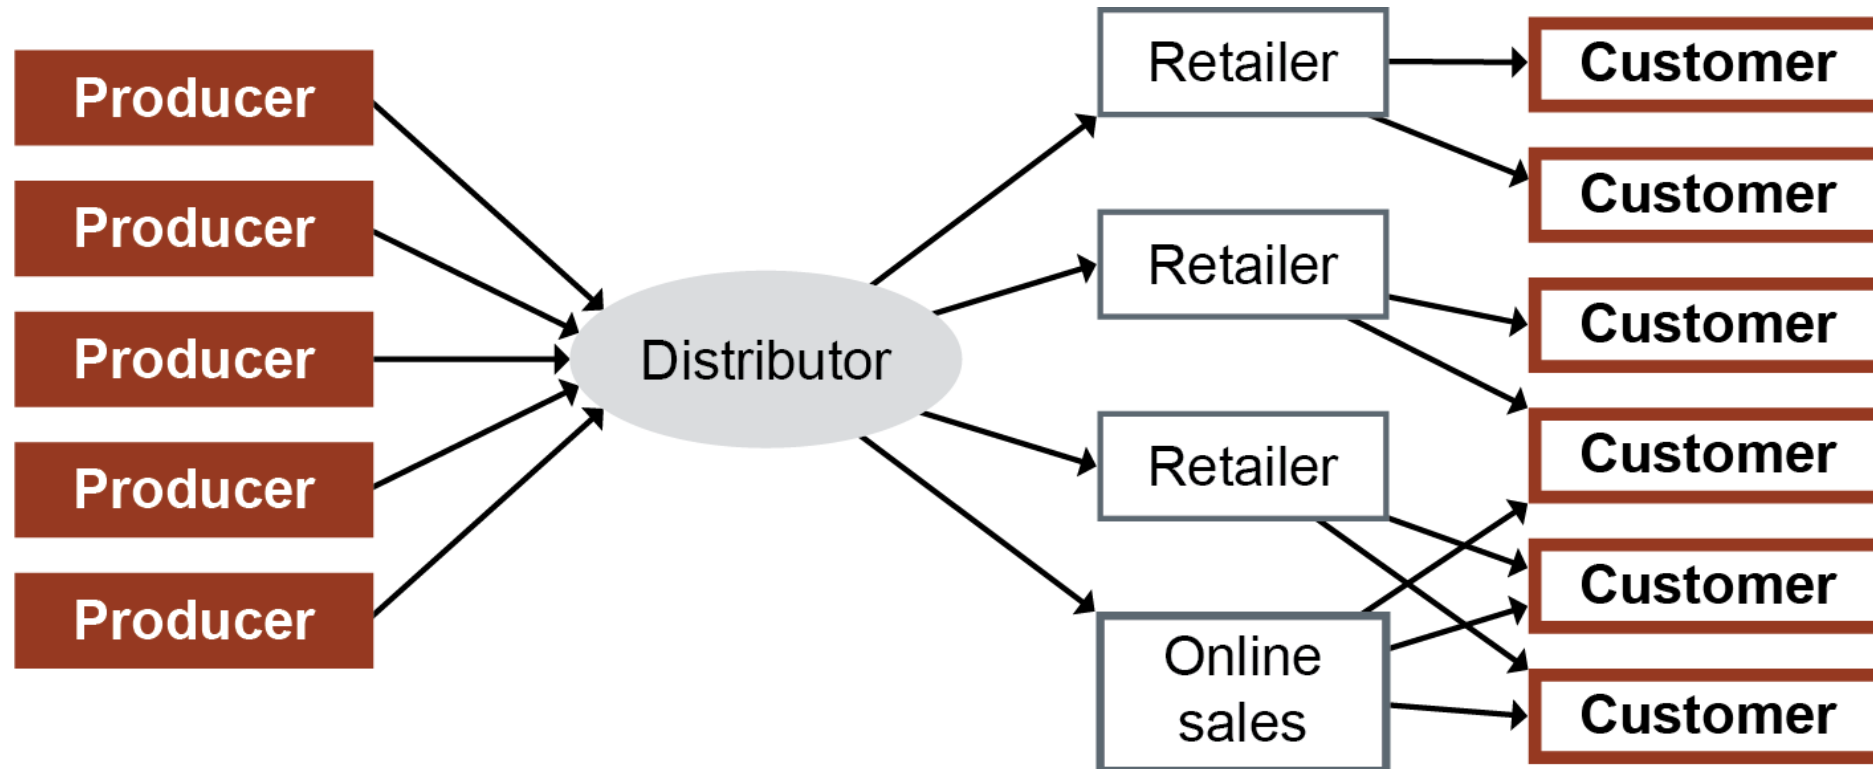 Producer
Producer
Producer
Producer
Producer
Distributor
Retailer
Retailer
Retailer
Online
sales
Customer
Customer
Customer
Customer
Customer
Customer